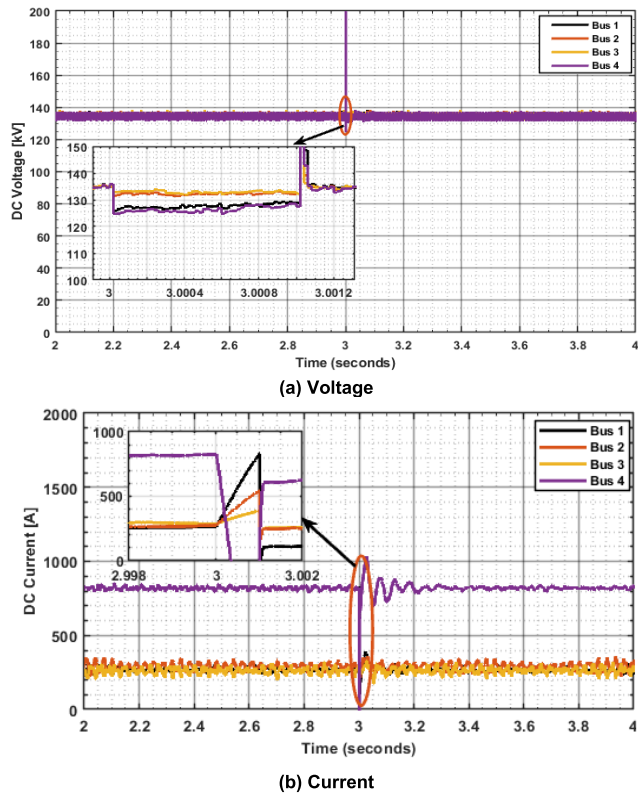 200
180
160
140
120
100
80
60
40
20
0
DC Voltage [kV]
Bus 1
Bus 2
Bus 3
Bus 4
150
140
130
120
110
100
3 3.0004 3.0008 3.0012
2 2.2 2.4 2.6 2.8 3 3.2 3.4 3.6 3.8 4
Time (seconds)
(a) Voltage
2000
1500
1000
500
0
DC Current [A]
Bus 1
Bus 2
Bus 3
Bus 4
1000
500
0
2.998 3 3.002
2 2.2 2.4 2.6 2.8 3 3.2 3.4 3.6 3.8 4
Time (seconds)
(b) Current